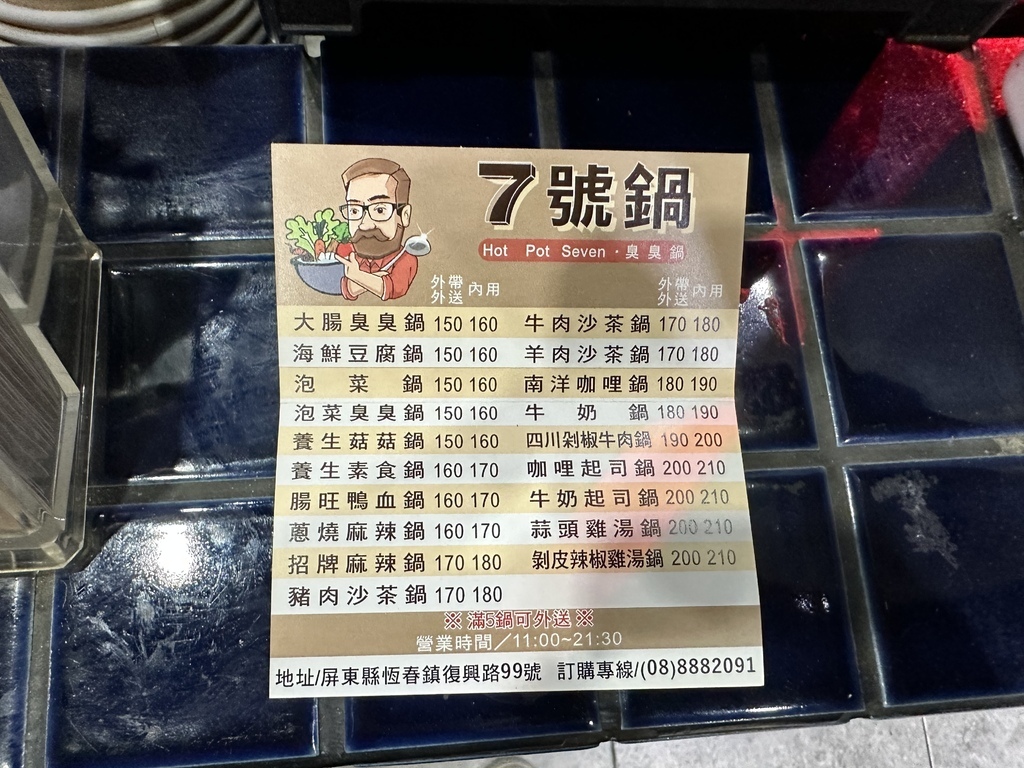 7號鍋
Hot Pot Seven・臭臭鍋
外帶 外送 內用 外帶 外送 內用
大腸臭臭鍋 150 160 牛肉沙茶鍋 170 180
海鮮豆腐鍋 150 160 羊肉沙茶鍋 170 180
泡菜鍋 150 160 南洋咖哩鍋 180 190
泡菜臭臭鍋 150 160 牛奶鍋 180 190
養生菇菇鍋 150 160 四川剁椒牛肉鍋 190 200
養生素食鍋 160 170 咖哩起司鍋 200 210
腸旺鴨血鍋 160 170 牛奶起司鍋 200 210
蔥燒麻辣鍋 160 170 蒜頭雞湯鍋 200 210
招牌麻辣鍋 170 180 剝皮辣椒雞湯鍋 200 210
豬肉沙茶鍋 170 180
※滿5鍋可外送※
營業時間／11:00~21:30
地址/屏東縣恆春鎮復興路99號 訂購專線/(08)8882091